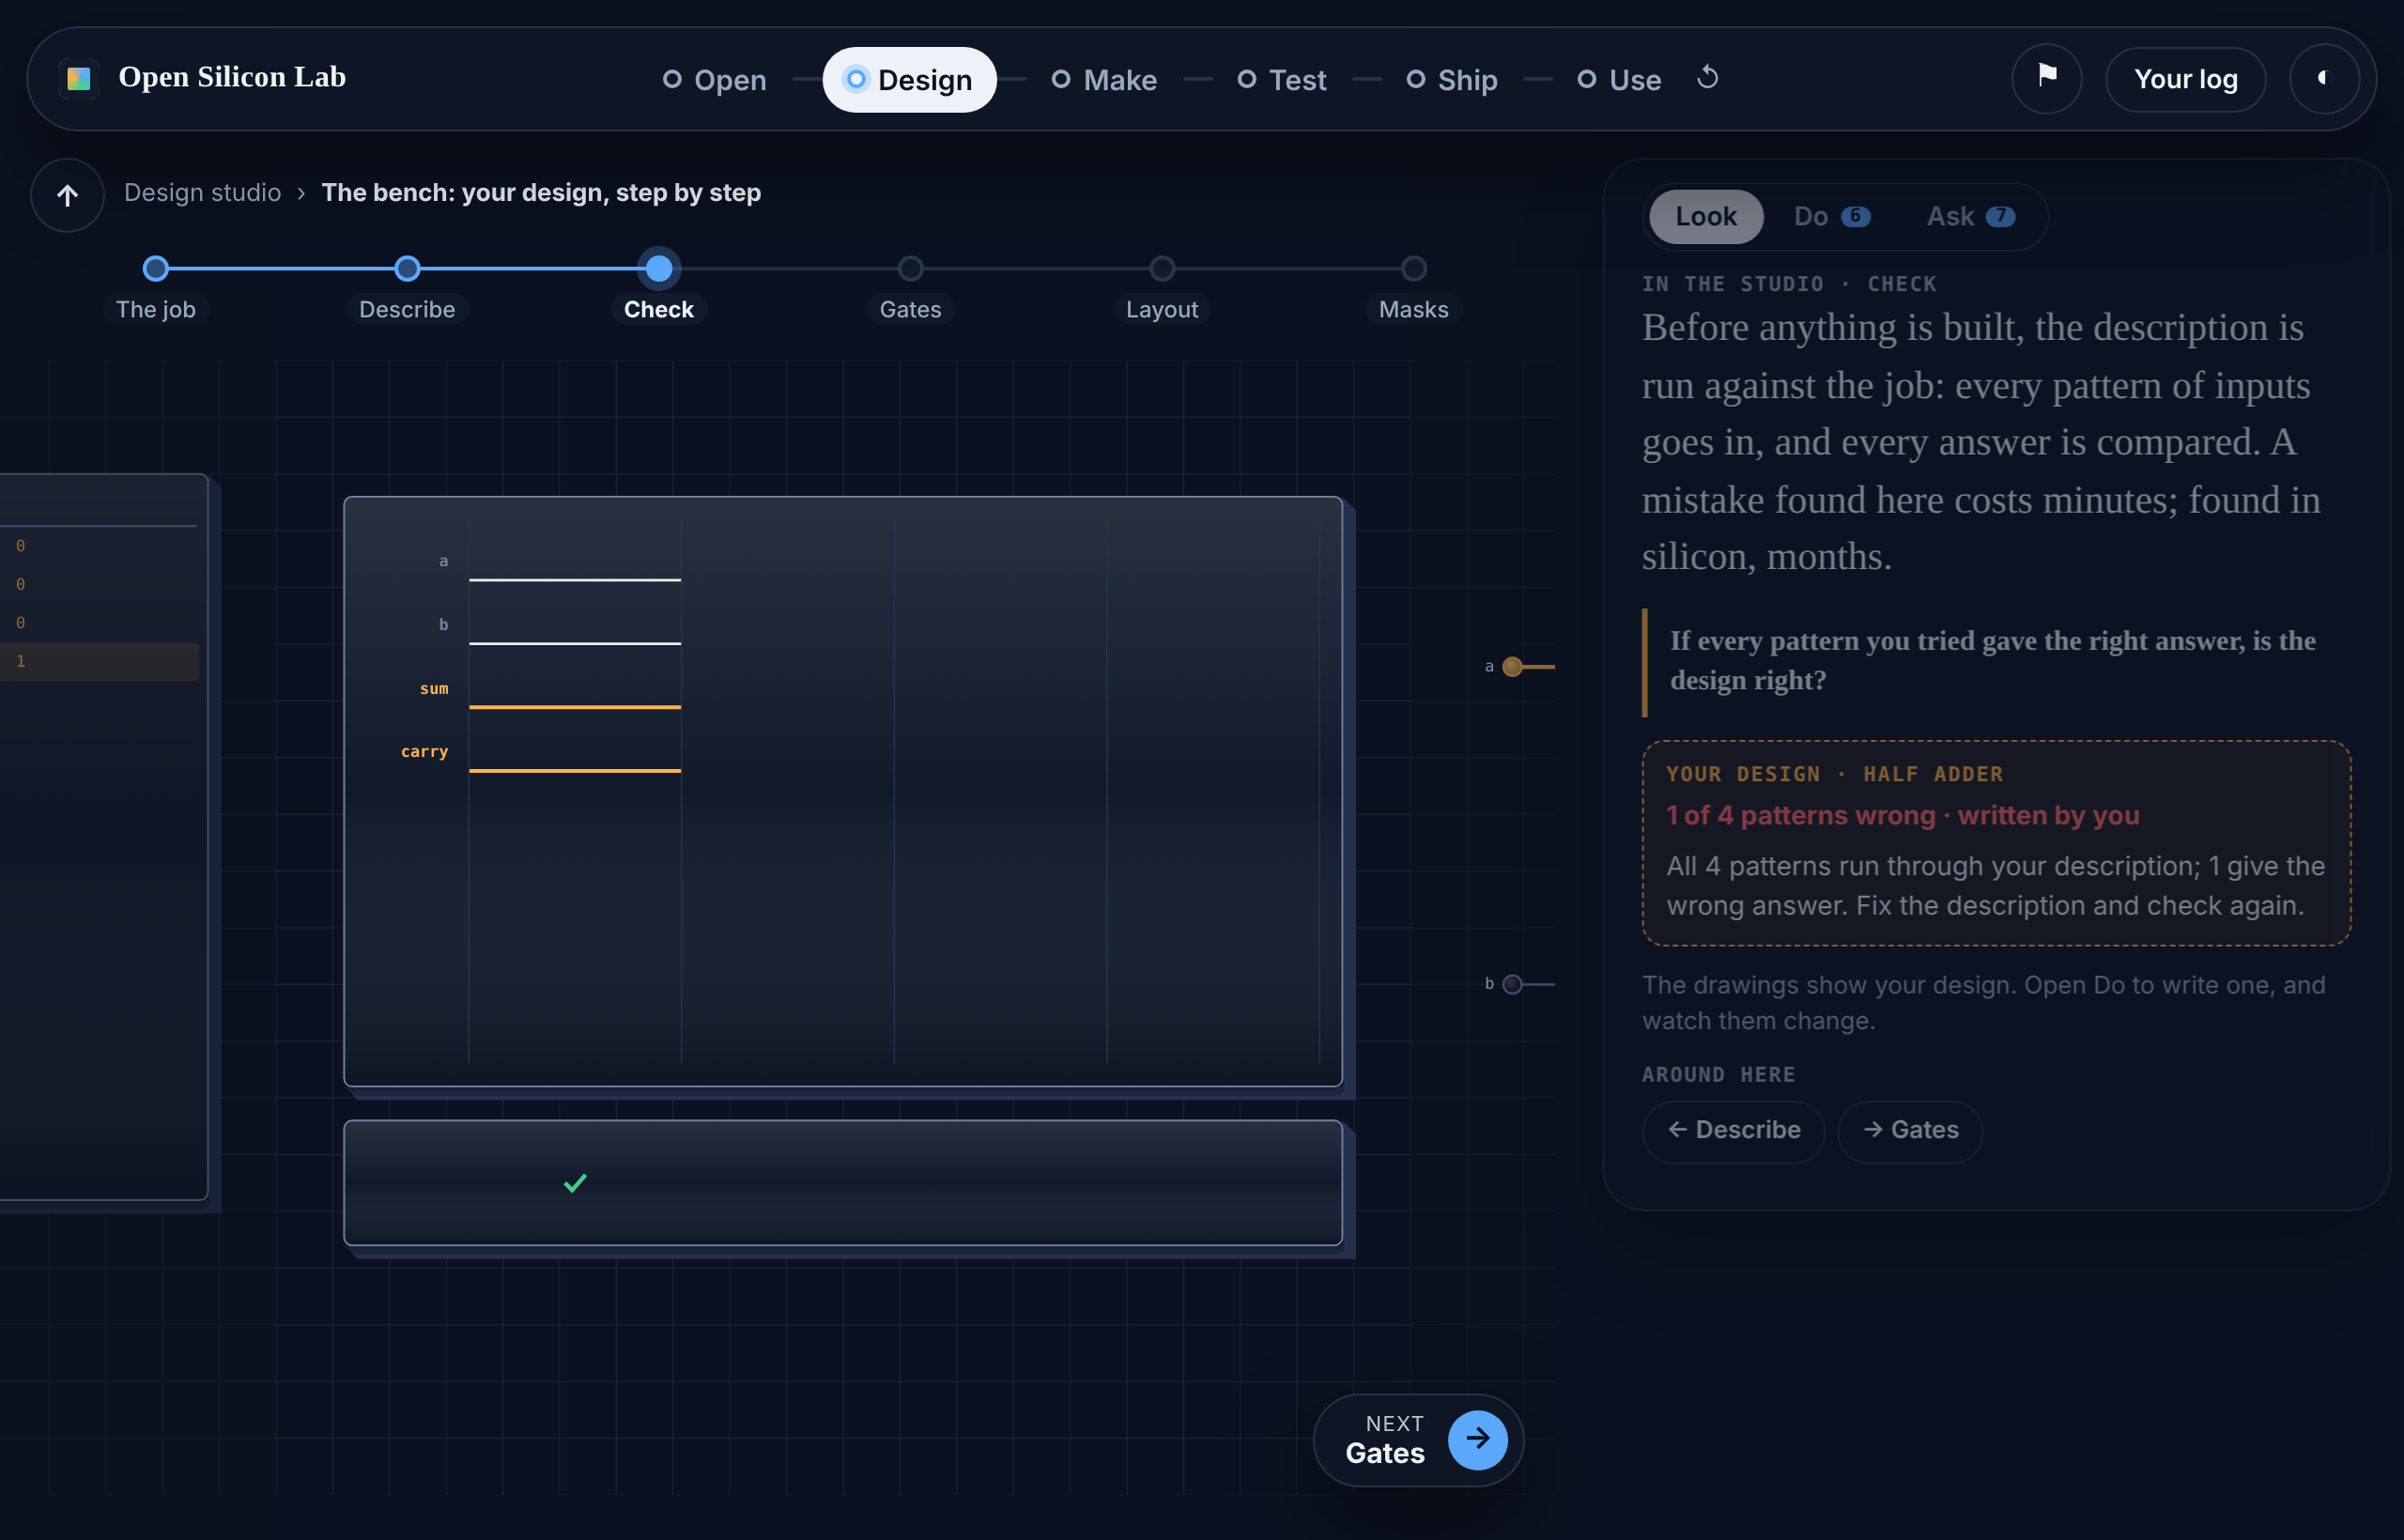 Open Silicon Lab
Open
Design
Make
Test
Ship
Use
Your log
Design studio › The bench: your design, step by step
The job
Describe
Check
Gates
Layout
Masks
0
0
0
1
a
b
sum
carry
a
b
NEXT
Gates
Look
Do 6
Ask 7
IN THE STUDIO · CHECK
Before anything is built, the description is
run against the job: every pattern of inputs
goes in, and every answer is compared. A
mistake found here costs minutes; found in
silicon, months.
If every pattern you tried gave the right answer, is the
design right?
YOUR DESIGN · HALF ADDER
1 of 4 patterns wrong · written by you
All 4 patterns run through your description; 1 give the
wrong answer. Fix the description and check again.
The drawings show your design. Open Do to write one, and
watch them change.
AROUND HERE
← Describe
→ Gates